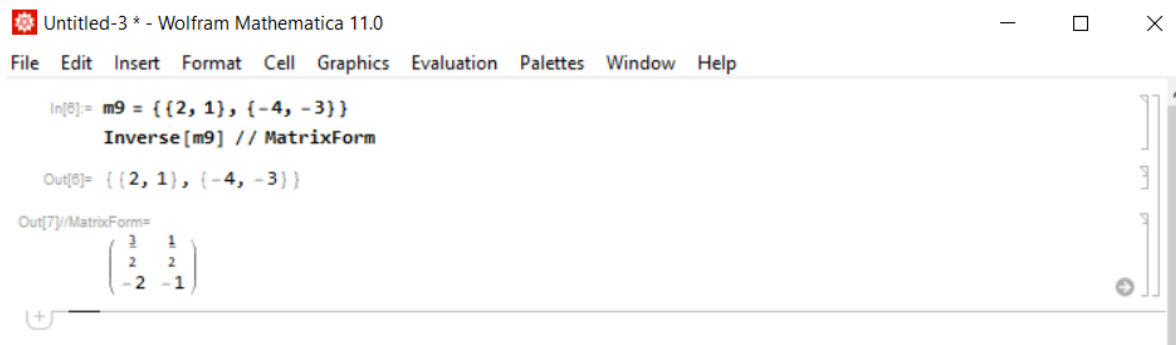 Untitled-3 * - Wolfram Mathematica 11.0
File Edit Insert Format Cell Graphics Evaluation Palettes Window Help
In[6]:= m9 = {{2, 1}, {-4, -3}}
Inverse[m9] // MatrixForm
Out[6]= {{2, 1}, {-4, -3}}
Out[7]//MatrixForm=
3 1
2 2
-2 -1